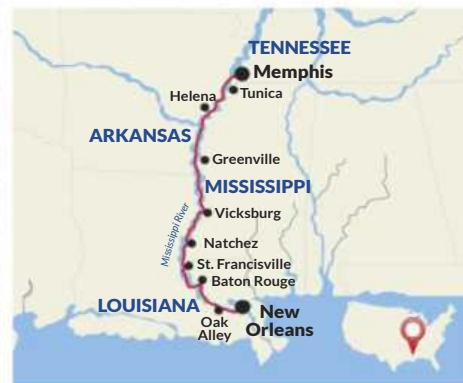 TENNESSEE
Memphis
Tunica
Helena
ARKANSAS
Greenville
MISSISSIPPI
Vicksburg
Mississippi River
Natchez
St. Francisville
Baton Rouge
LOUISIANA
Oak
Alley
New
Orleans